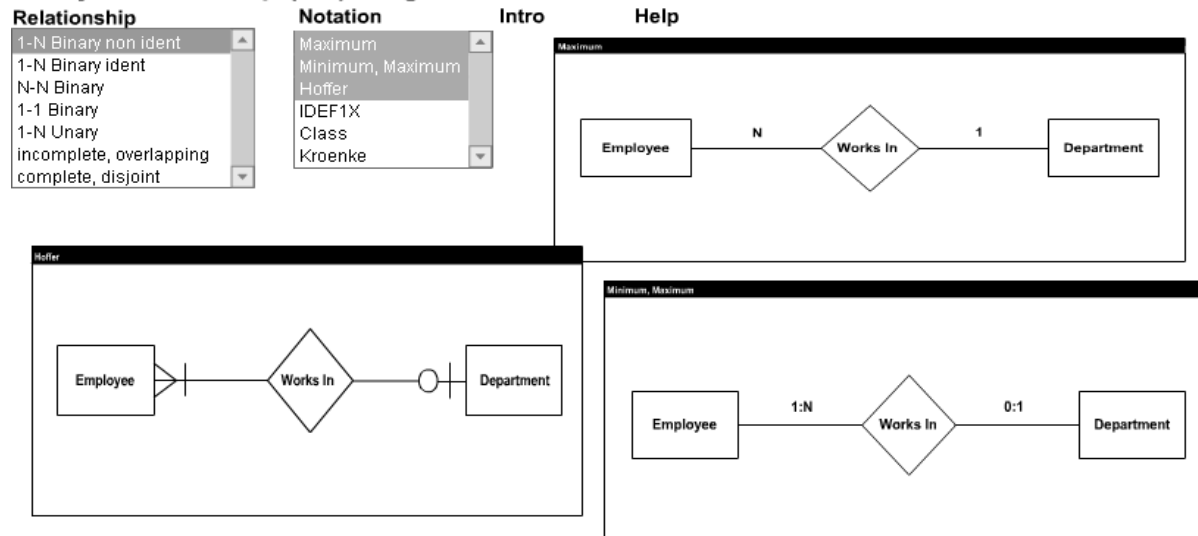 Relationship
Notation
Intro
Help
1-N Binary non ident
1-N Binary ident
N-N Binary
1-1 Binary
1-N Unary
incomplete, overlapping
complete, disjoint
Maximum
Minimum, Maximum
Hoffer
IDEF1X
Class
Kroenke
Maximum
Employee
N
Works In
1
Department
Hoffer
Employee
Works In
Department
Minimum, Maximum
Employee
1:N
Works In
0:1
Department